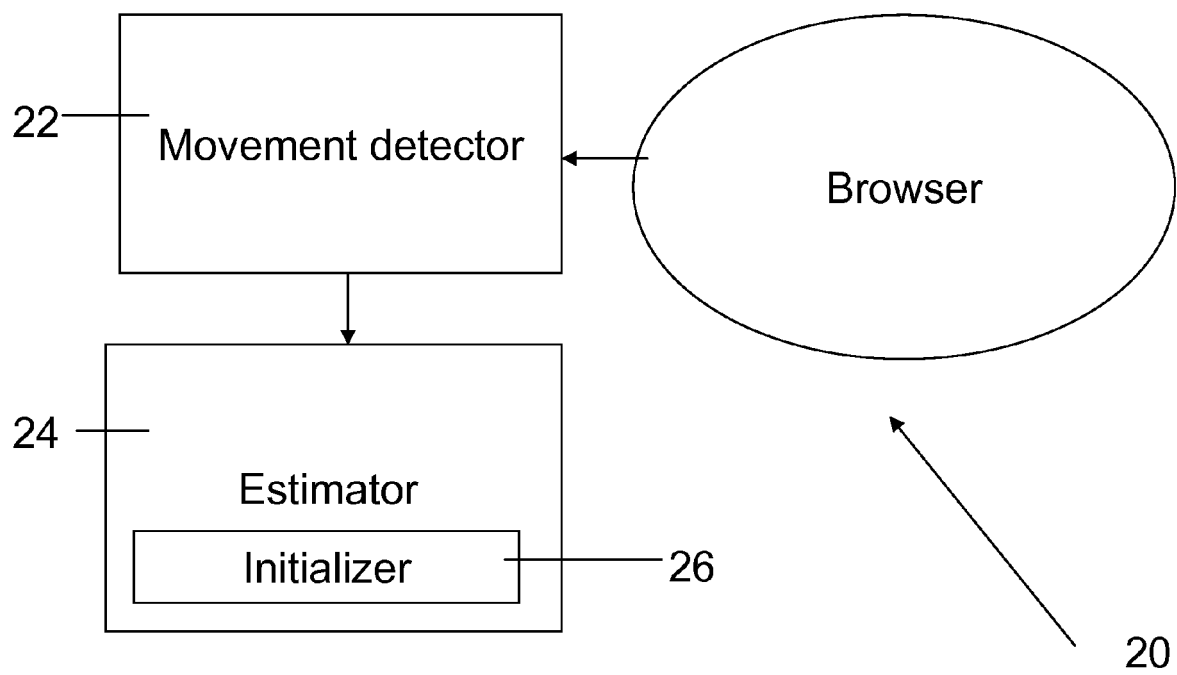 22
Movement detector
Browser
24
Estimator
Initializer
26
20